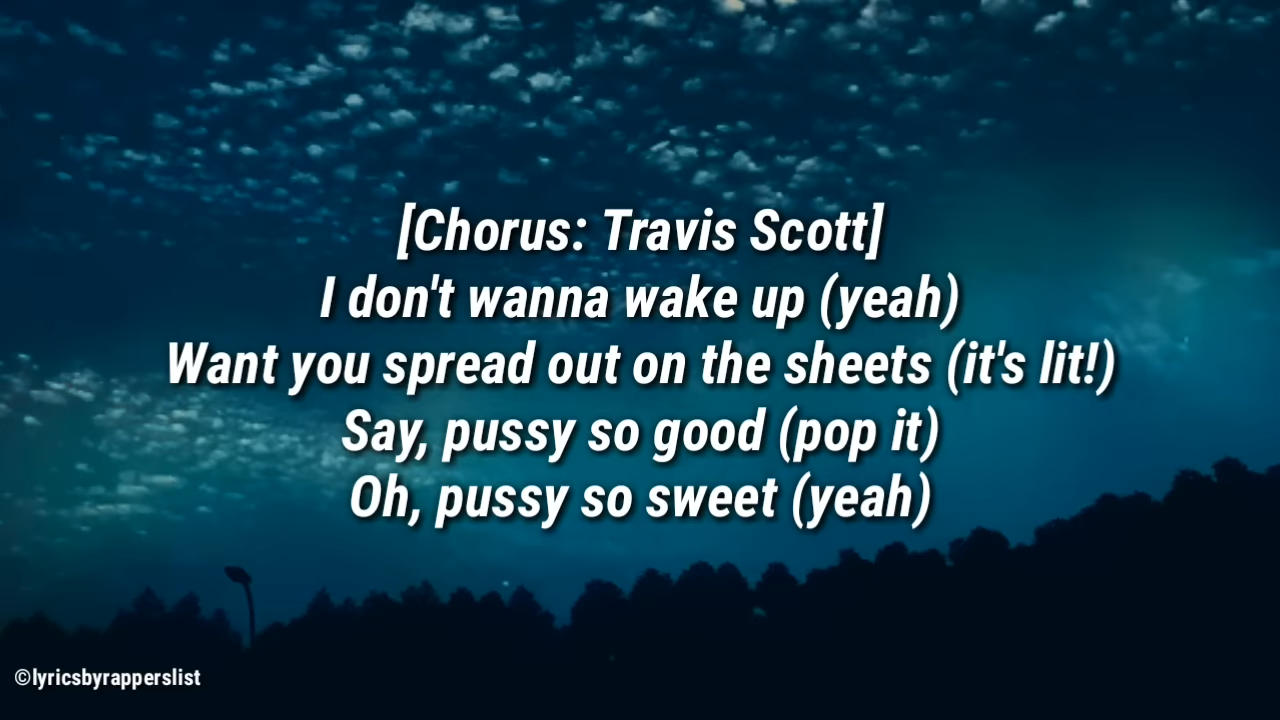 [Chorus: Travis Scott]
I don't wanna wake up (yeah)
Want you spread out on the sheets (it's lit!)
Say, pussy so good (pop it)
Oh, pussy so sweet (yeah)
©lyricsbyrapperslist